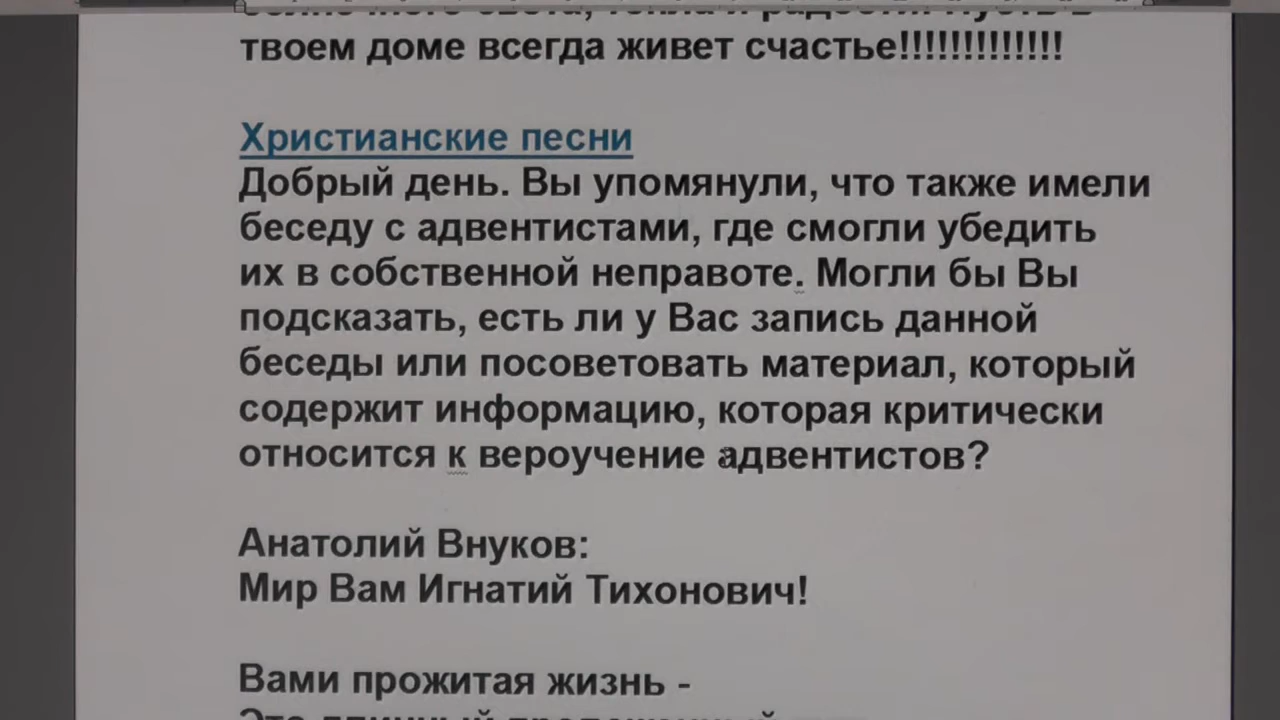 твоем доме всегда живет счастье!!!!!!!!!!!!!
Христианские песни
Добрый день. Вы упомянули, что также имели
беседу с адвентистами, где смогли убедить
их в собственной неправоте. Могли бы Вы
подсказать, есть ли у Вас запись данной
беседы или посоветовать материал, который
содержит информацию, которая критически
относится к вероучение адвентистов?
Анатолий Внуков:
Мир Вам Игнатий Тихонович!
Вами прожитая жизнь -